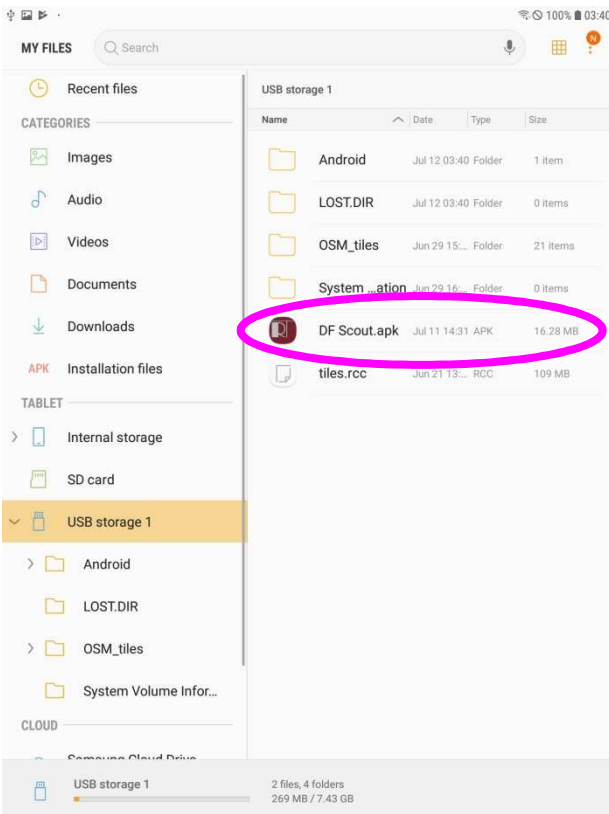 100% 03:40
MY FILES
Search
N
Recent files
CATEGORIES
Images
Audio
Videos
Documents
Downloads
APK Installation files
TABLET
Internal storage
SD card
USB storage 1
Android
LOST.DIR
OSM_tiles
System Volume Infor...
CLOUD
Samsung Cloud Drive
USB storage 1
Name Date Type Size
Android Jul 12 03:40 Folder 1 item
LOST.DIR Jul 12 03:40 Folder 0 items
OSM_tiles Jun 29 15:... Folder 21 items
System ...ation Jun 29 16:... Folder 0 items
DF Scout.apk Jul 11 14:31 APK 16.28 MB
tiles.rcc Jun 21 13:... RCC 109 MB
USB storage 1
2 files, 4 folders
269 MB / 7.43 GB